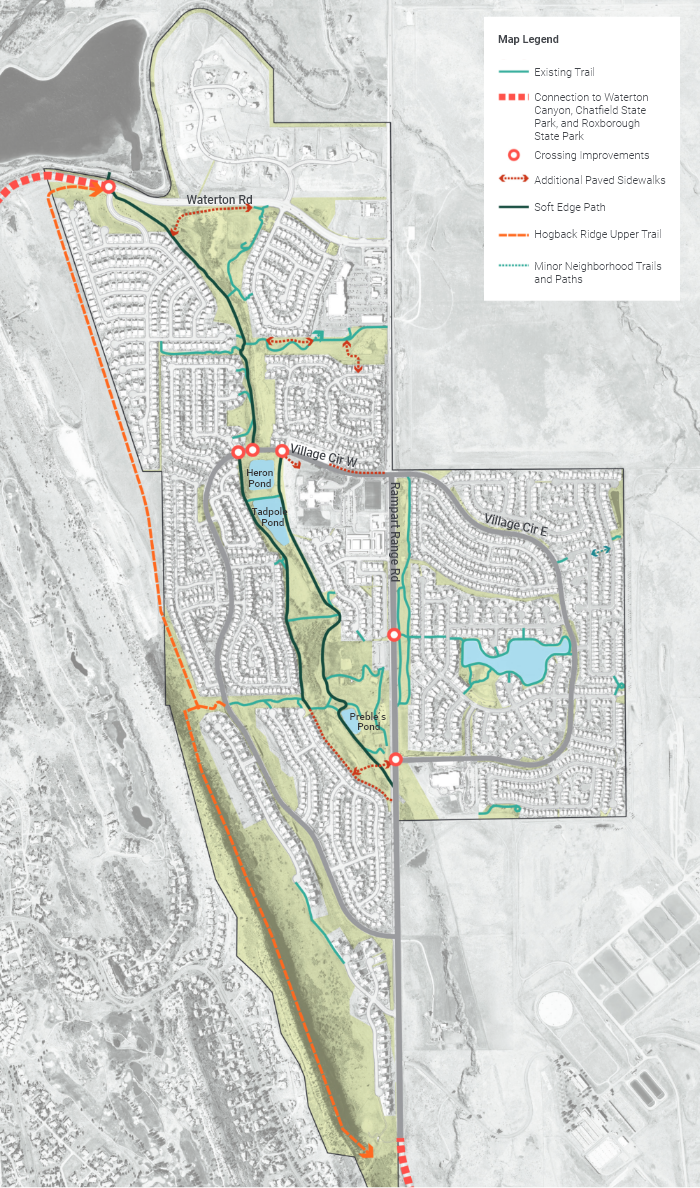 Map Legend
Existing Trail
Connection to Waterton
Canyon, Chatfield State
Park, and Roxborough
State Park
Crossing Improvements
Additional Paved Sidewalks
Soft Edge Path
Hogback Ridge Upper Trail
Minor Neighborhood Trails
and Paths
Waterton Rd
Village Cir W
Heron
Pond
Tadpole
Pond
Rampart Range Rd
Village Cir E
Preble's
Pond